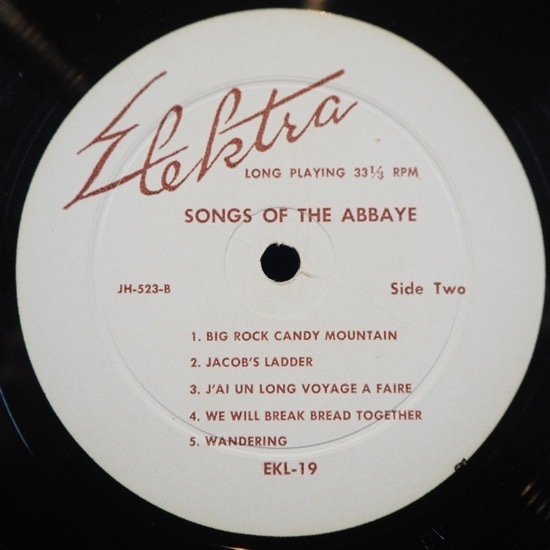 Elektra
LONG PLAYING 33⅓ RPM
SONGS OF THE ABBAYE
JH-523-B
Side Two
1. BIG ROCK CANDY MOUNTAIN
2. JACOB'S LADDER
3. J'AI UN LONG VOYAGE A FAIRE
4. WE WILL BREAK BREAD TOGETHER
5. WANDERING
EKL-19